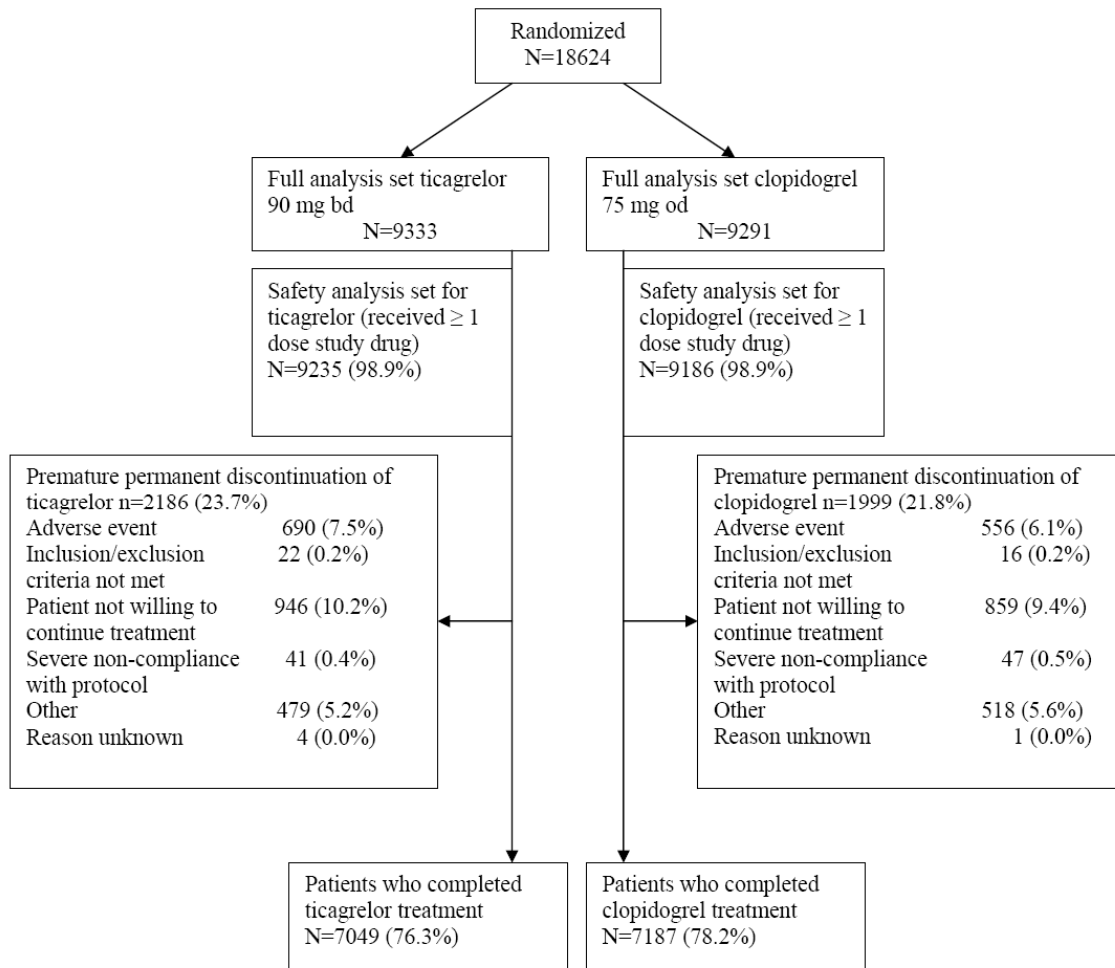 Randomized
N=18624
Full analysis set ticagrelor
90 mg bd
N=9333
Full analysis set clopidogrel
75 mg od
N=9291
Safety analysis set for
ticagrelor (received ≥ 1
dose study drug)
N=9235 (98.9%)
Safety analysis set for
clopidogrel (received ≥ 1
dose study drug)
N=9186 (98.9%)
Premature permanent discontinuation of
ticagrelor n=2186 (23.7%)
Adverse event 690 (7.5%)
Inclusion/exclusion 22 (0.2%)
criteria not met
Patient not willing to 946 (10.2%)
continue treatment
Severe non-compliance 41 (0.4%)
with protocol
Other 479 (5.2%)
Reason unknown 4 (0.0%)
Premature permanent discontinuation of
clopidogrel n=1999 (21.8%)
Adverse event 556 (6.1%)
Inclusion/exclusion 16 (0.2%)
criteria not met
Patient not willing to 859 (9.4%)
continue treatment
Severe non-compliance 47 (0.5%)
with protocol
Other 518 (5.6%)
Reason unknown 1 (0.0%)
Patients who completed
ticagrelor treatment
N=7049 (76.3%)
Patients who completed
clopidogrel treatment
N=7187 (78.2%)